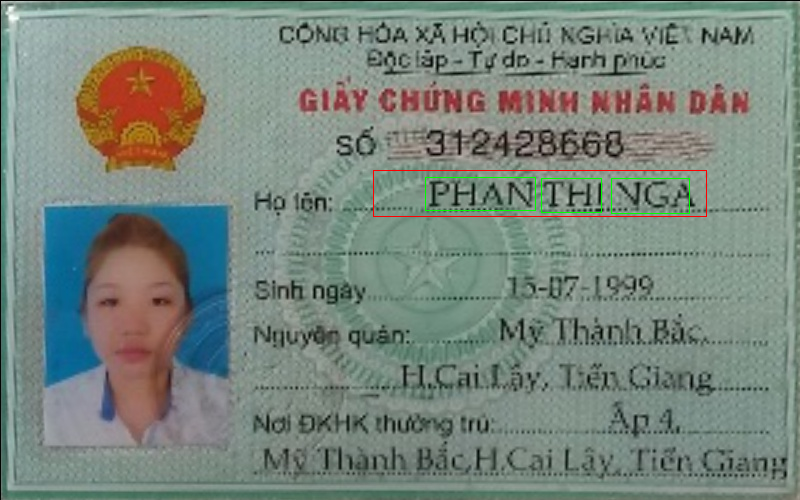 CỘNG HÒA XÃ HỘI CHỦ NGHĨA VIỆT NAM
Độc lập - Tự do - Hạnh phúc
GIẤY CHỨNG MINH NHÂN DÂN
SỐ 312428668
Họ tên: PHAN THỊ NGA
Sinh ngày 15-07-1999
Nguyên quán: Mỹ Thành Bắc,
H.Cai Lậy, Tiền Giang
Nơi ĐKHK thường trú: Ấp 4,
Mỹ Thành Bắc,H.Cai Lậy, Tiền Giang